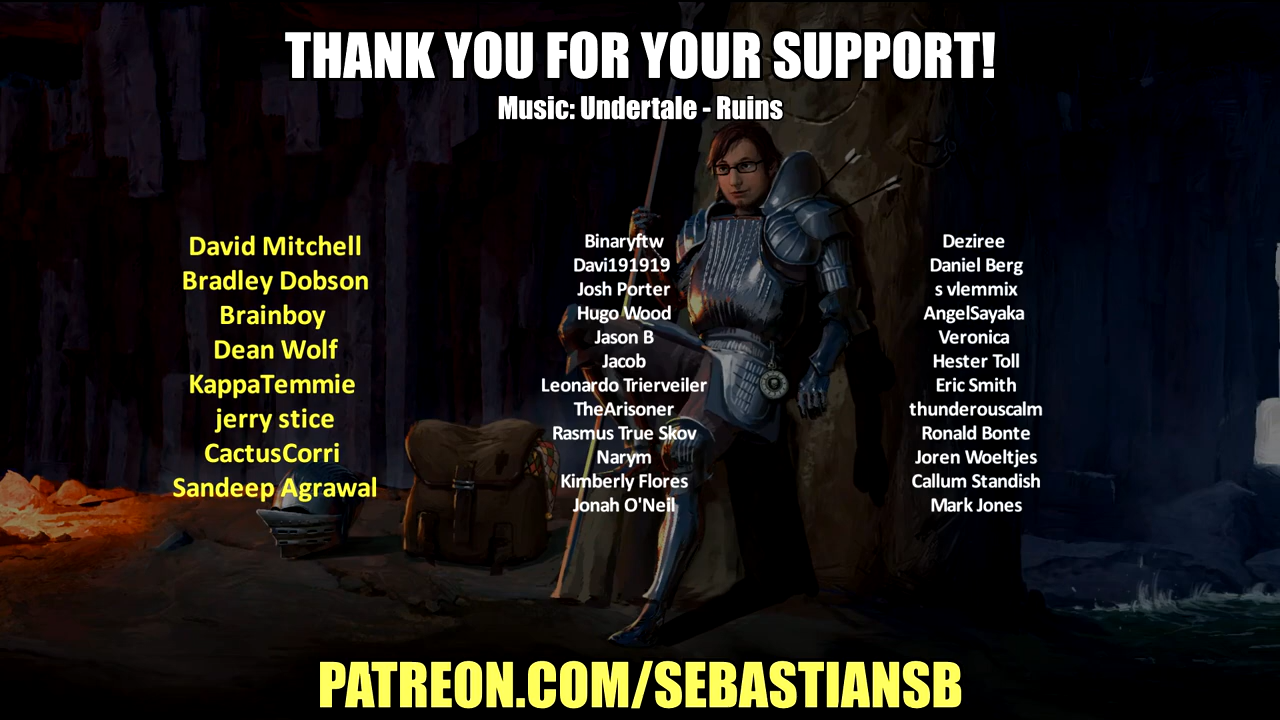 THANK YOU FOR YOUR SUPPORT!
Music: Undertale - Ruins
David Mitchell
Bradley Dobson
Brainboy
Dean Wolf
KappaTemmie
jerry stice
CactusCorri
Sandeep Agrawal
Binaryftw
Davi191919
Josh Porter
Hugo Wood
Jason B
Jacob
Leonardo Trierveiler
TheArisoner
Rasmus True Skov
Narym
Kimberly Flores
Jonah O'Neil
Deziree
Daniel Berg
s vlemmix
AngelSayaka
Veronica
Hester Toll
Eric Smith
thunderouscalm
Ronald Bonte
Joren Woeltjes
Callum Standish
Mark Jones
PATREON.COM/SEBASTIANSB